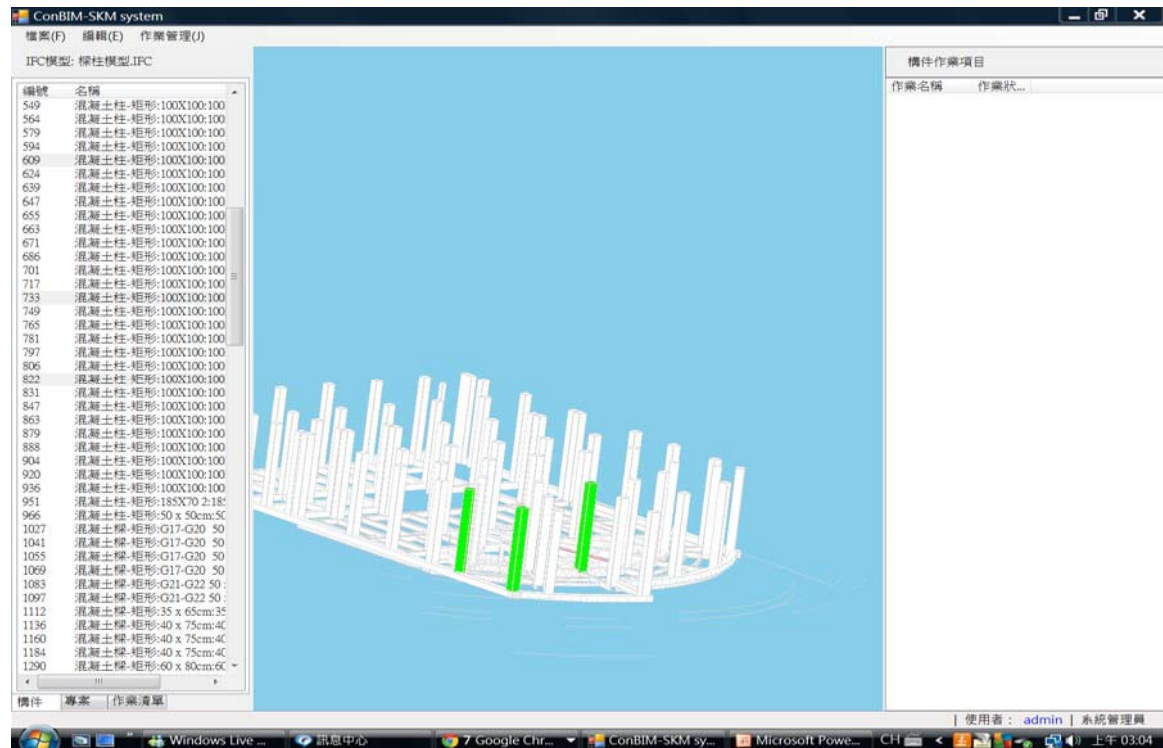 ConBIM-SKM system
檔案(F) 編輯(E) 作業管理(J)
IFC模型: 樑柱模型.IFC
編號 名稱
549 混凝土柱-矩形:100X100:100
564 混凝土柱-矩形:100X100:100
579 混凝土柱-矩形:100X100:100
594 混凝土柱-矩形:100X100:100
609 混凝土柱-矩形:100X100:100
624 混凝土柱-矩形:100X100:100
639 混凝土柱-矩形:100X100:100
647 混凝土柱-矩形:100X100:100
655 混凝土柱-矩形:100X100:100
663 混凝土柱-矩形:100X100:100
671 混凝土柱-矩形:100X100:100
686 混凝土柱-矩形:100X100:100
701 混凝土柱-矩形:100X100:100
717 混凝土柱-矩形:100X100:100
733 混凝土柱-矩形:100X100:100
749 混凝土柱-矩形:100X100:100
765 混凝土柱-矩形:100X100:100
781 混凝土柱-矩形:100X100:100
797 混凝土柱-矩形:100X100:100
806 混凝土柱-矩形:100X100:100
822 混凝土柱-矩形:100X100:100
831 混凝土柱-矩形:100X100:100
847 混凝土柱-矩形:100X100:100
863 混凝土柱-矩形:100X100:100
879 混凝土柱-矩形:100X100:100
888 混凝土柱-矩形:100X100:100
904 混凝土柱-矩形:100X100:100
920 混凝土柱-矩形:100X100:100
936 混凝土柱-矩形:100X100:100
951 混凝土柱-矩形:185X70 2:18
966 混凝土柱-矩形:50 x 50cm:50
1027 混凝土樑-矩形:G17-G20 50
1041 混凝土樑-矩形:G17-G20 50
1055 混凝土樑-矩形:G17-G20 50
1069 混凝土樑-矩形:G17-G20 50
1083 混凝土樑-矩形:G21-G22 50
1097 混凝土樑-矩形:G21-G22 50
1112 混凝土樑-矩形:35 x 65cm:35
1136 混凝土樑-矩形:40 x 75cm:40
1160 混凝土樑-矩形:40 x 75cm:40
1184 混凝土樑-矩形:40 x 75cm:40
1290 混凝土樑-矩形:60 x 80cm:60
構件 專案 作業清單
構件作業項目
作業名稱 作業狀...
| 使用者: admin | 系統管理員
Windows Live ... 訊息中心 7 Google Chr... ConBIM-SKM sy... Microsoft Powe... CH 上午 03:04